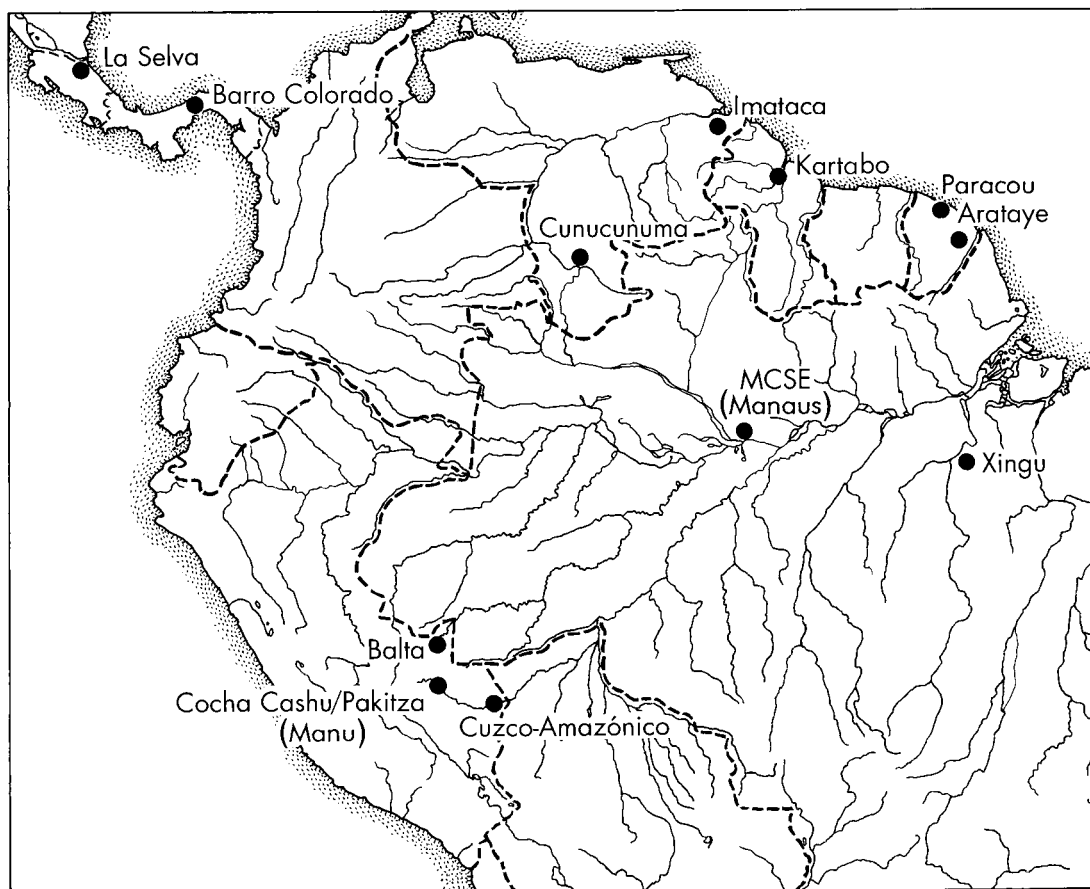 La Selva
Barro Colorado
Imataca
Kartabo
Paracou
Arataye
Cunucunuma
MCSE
(Manaus)
Xingu
Balta
Cocha Cashu/Pakitza
(Manu)
Cuzco-Amazónico